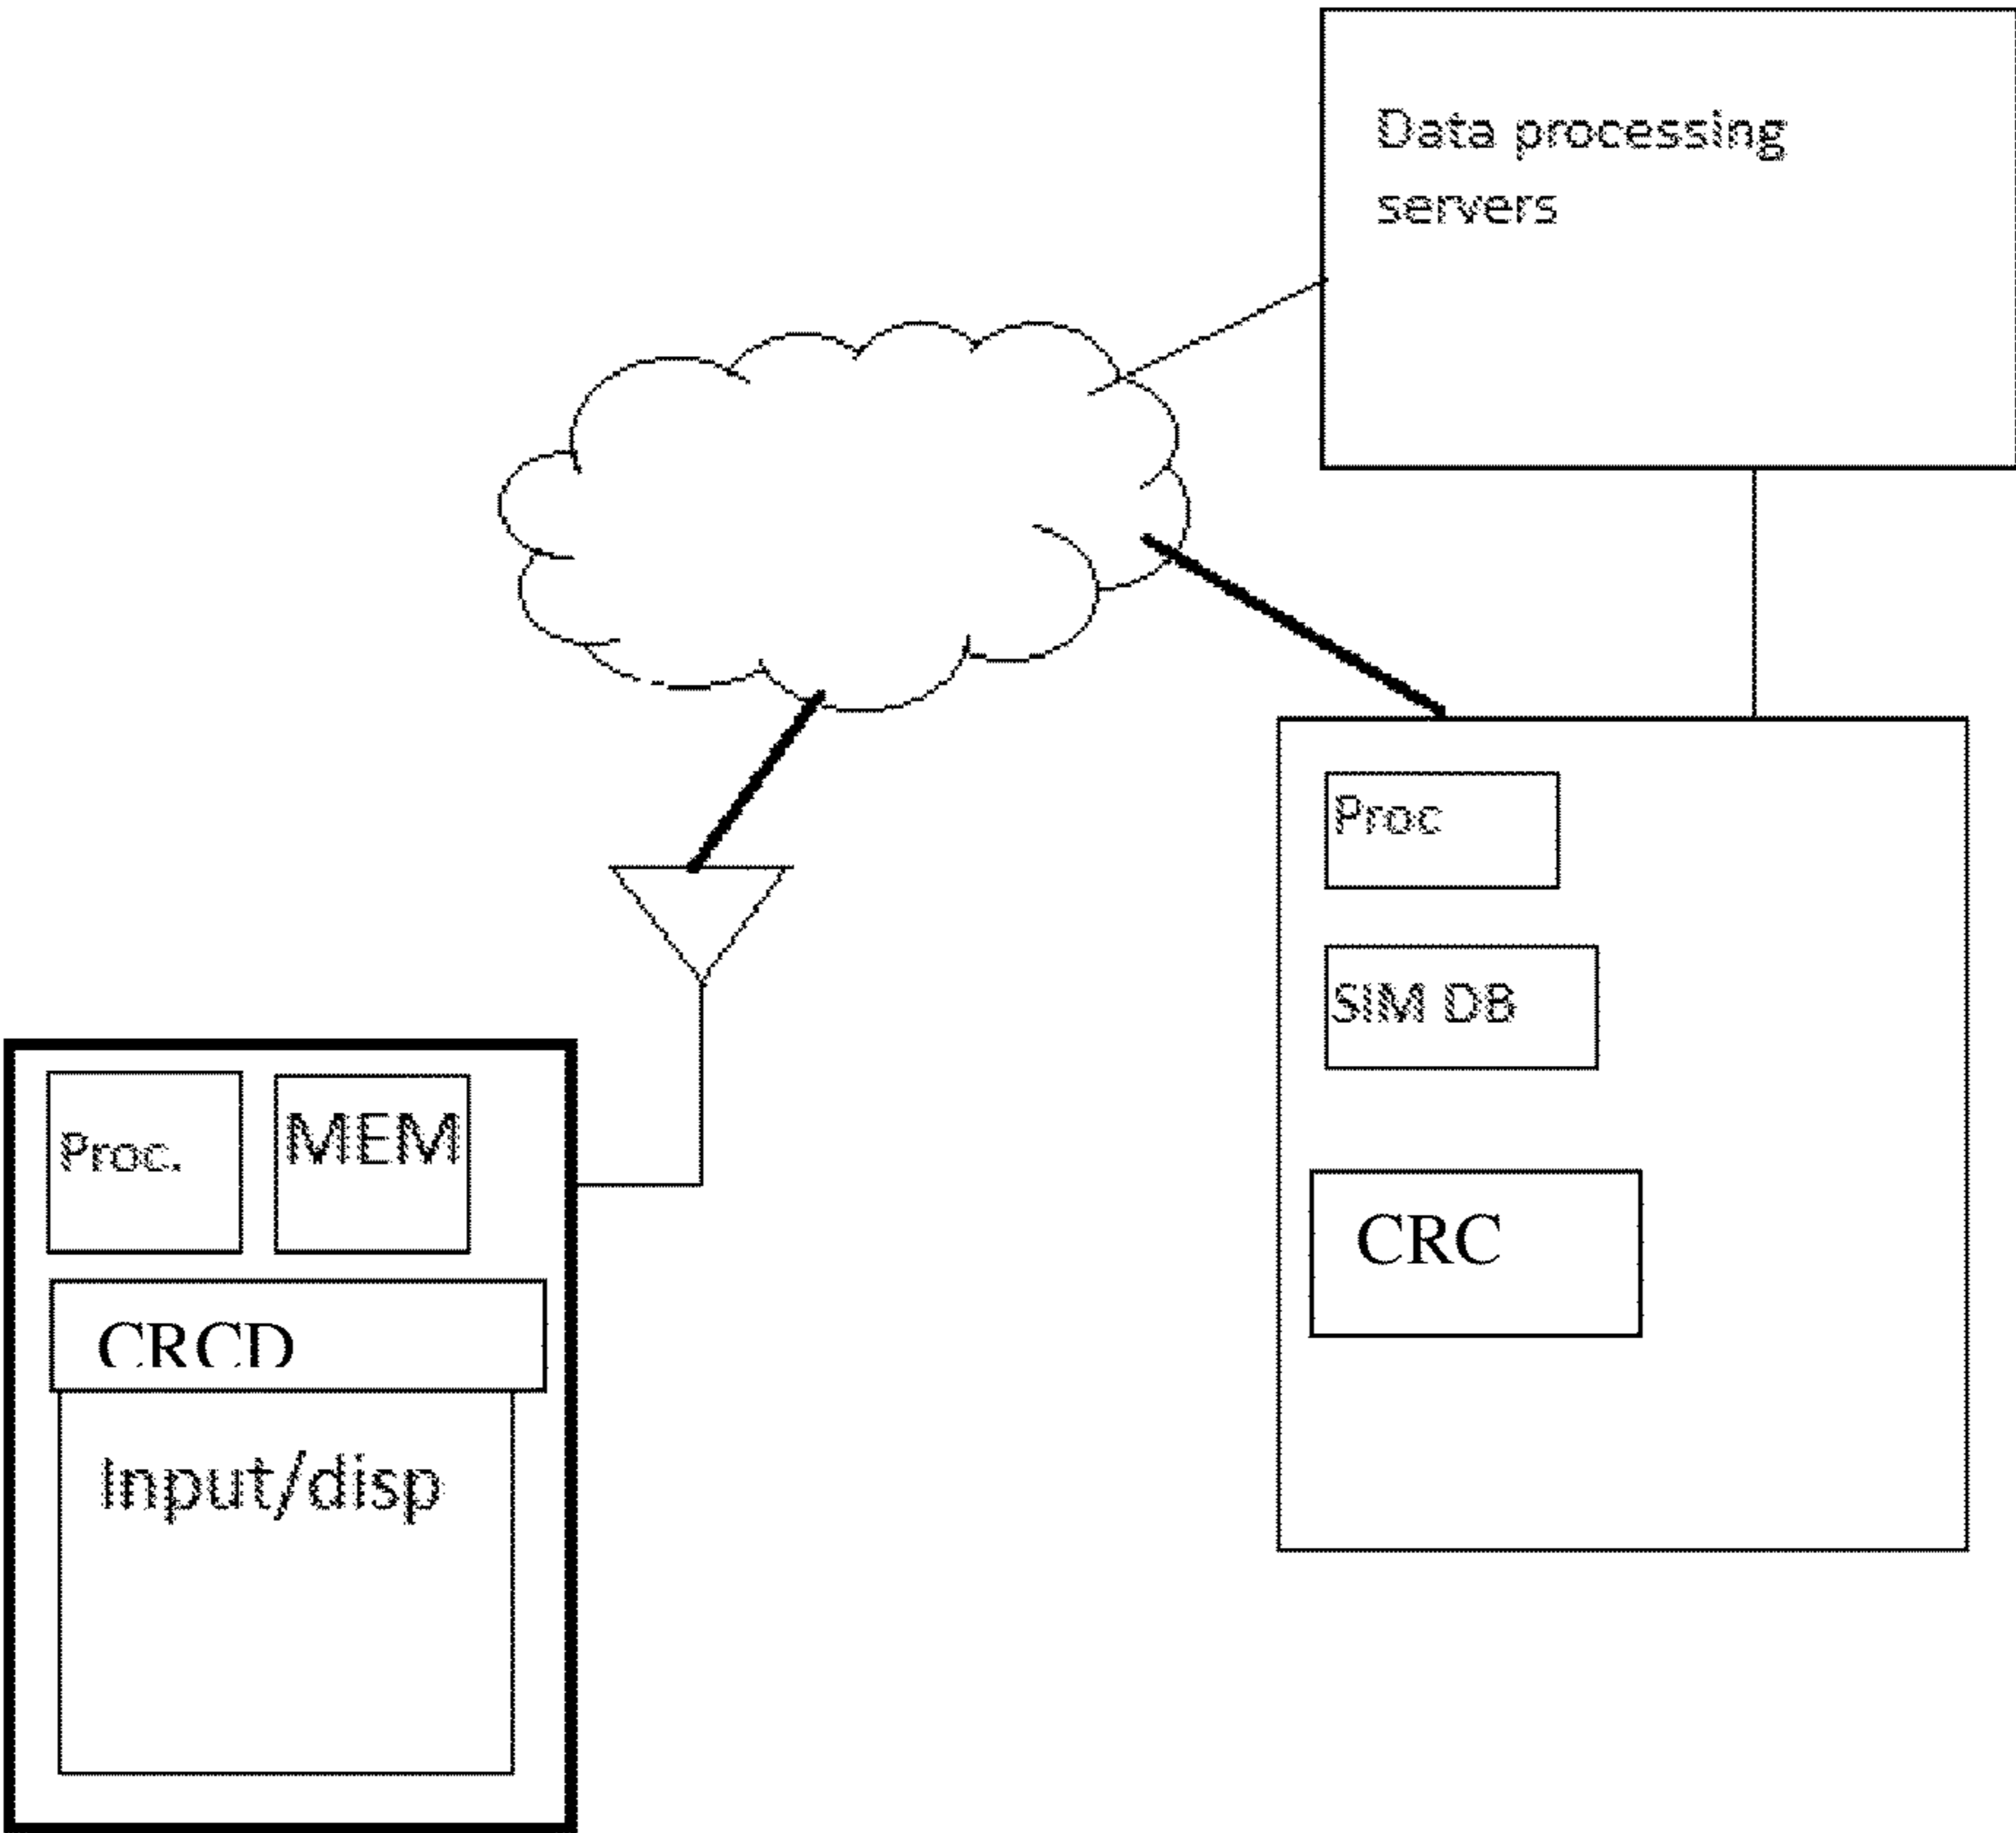 Data processing
servers
Proc
SIM DB
CRC
Proc.
MEM
CRCD
Input/disp